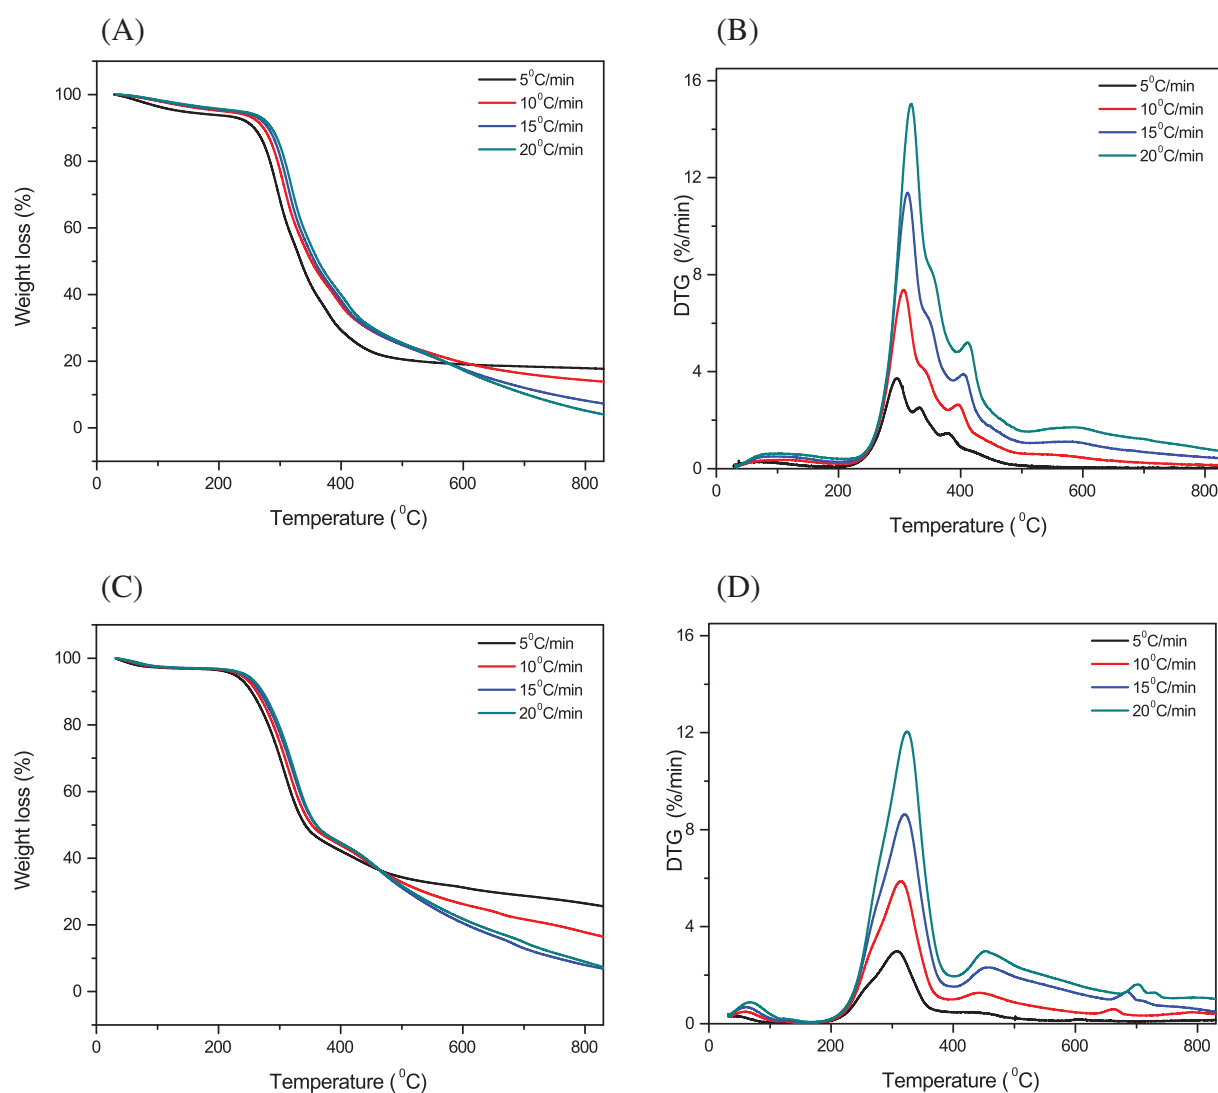 (A)
5⁰C/min
10⁰C/min
15⁰C/min
20⁰C/min
100
80
60
40
20
0
Weight loss (%)
0 200 400 600 800
Temperature (⁰C)
(B)
5⁰C/min
10⁰C/min
15⁰C/min
20⁰C/min
16
12
8
4
0
DTG (%/min)
0 200 400 600 800
Temperature (⁰C)
(C)
5⁰C/min
10⁰C/min
15⁰C/min
20⁰C/min
100
80
60
40
20
0
Weight loss (%)
0 200 400 600 800
Temperature (⁰C)
(D)
5⁰C/min
10⁰C/min
15⁰C/min
20⁰C/min
16
12
8
4
0
DTG (%/min)
0 200 400 600 800
Temperature (⁰C)